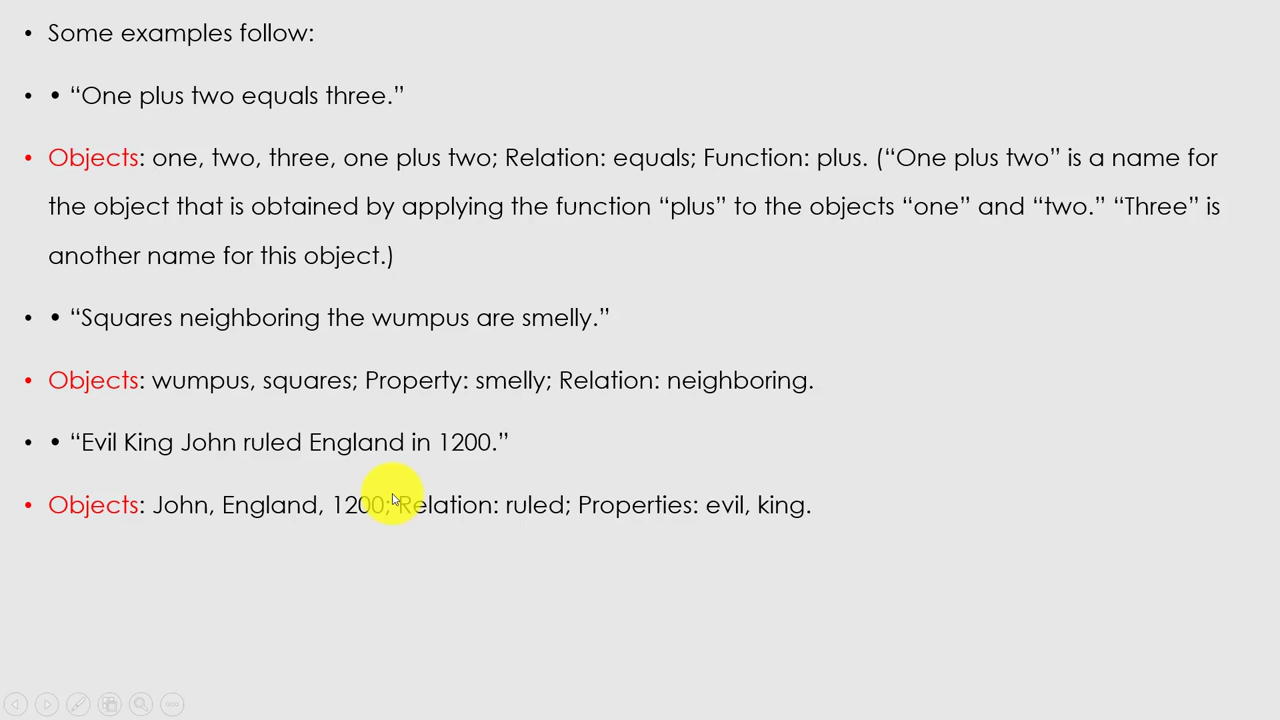 • Some examples follow:
• • “One plus two equals three.”
• Objects: one, two, three, one plus two; Relation: equals; Function: plus. (“One plus two” is a name for
the object that is obtained by applying the function “plus” to the objects “one” and “two.” “Three” is
another name for this object.)
• • “Squares neighboring the wumpus are smelly.”
• Objects: wumpus, squares; Property: smelly; Relation: neighboring.
• • “Evil King John ruled England in 1200.”
• Objects: John, England, 1200; Relation: ruled; Properties: evil, king.